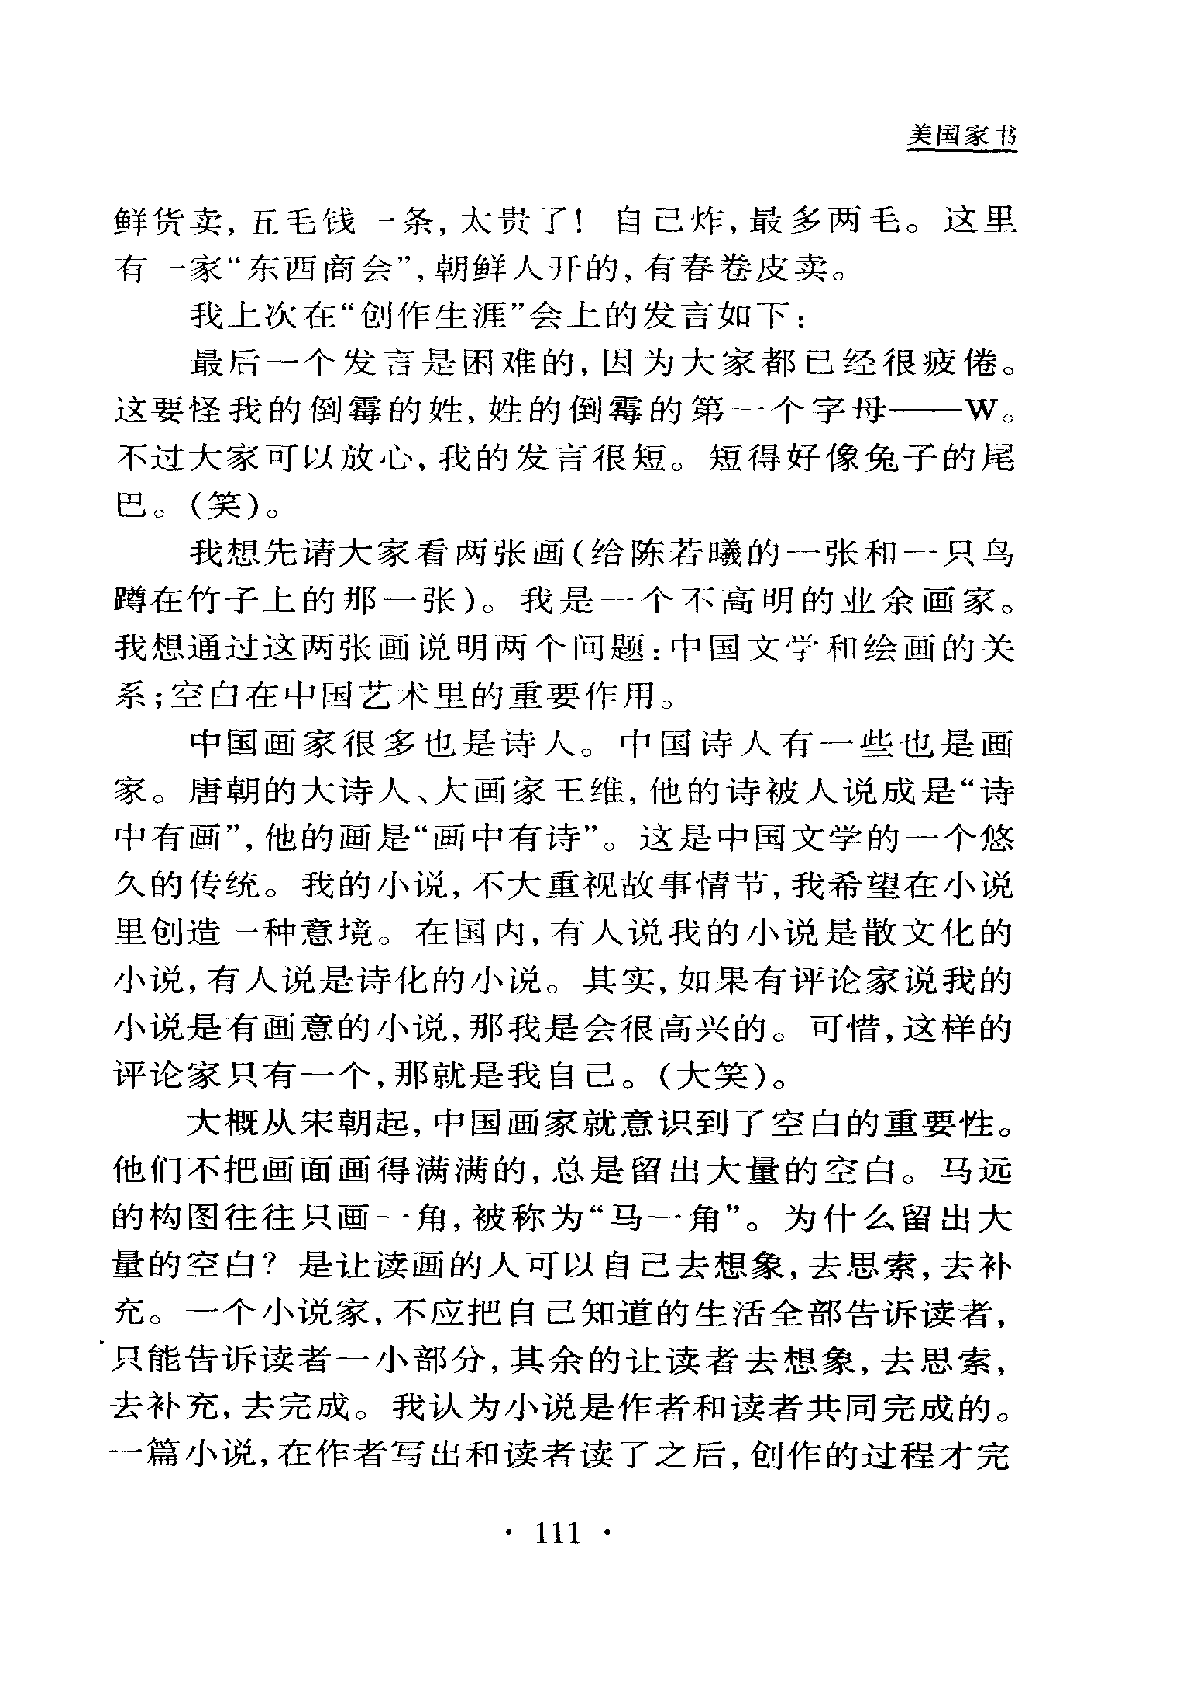 美国家书
鲜货卖，五毛钱一条，太贵了！自己炸，最多两毛。这里
有一家“东西商会”，朝鲜人开的，有春卷皮卖。
我上次在“创作生涯”会上的发言如下：
最后一个发言是困难的，因为大家都已经很疲倦。
这要怪我的倒霉的姓，姓的倒霉的第一个字母——W。
不过大家可以放心，我的发言很短。短得好像兔子的尾
巴。（笑）。
我想先请大家看两张画（给陈若曦的一张和一只鸟
蹲在竹子上的那一张）。我是一个不高明的业余画家。
我想通过这两张画说明两个问题：中国文学和绘画的关
系；空白在中国艺术里的重要作用。
中国画家很多也是诗人。中国诗人有一些也是画
家。唐朝的大诗人、大画家王维，他的诗被人说成是“诗
中有画”，他的画是“画中有诗”。这是中国文学的一个悠
久的传统。我的小说，不大重视故事情节，我希望在小说
里创造一种意境。在国内，有人说我的小说是散文化的
小说，有人说是诗化的小说。其实，如果有评论家说我的
小说是有画意的小说，那我是会很高兴的。可惜，这样的
评论家只有一个，那就是我自己。（大笑）。
大概从宋朝起，中国画家就意识到了空白的重要性。
他们不把画面画得满满的，总是留出大量的空白。马远
的构图往往只画一角，被称为“马一角”。为什么留出大
量的空白？是让读画的人可以自己去想象，去思索，去补
充。一个小说家，不应把自己知道的生活全部告诉读者，
只能告诉读者一小部分，其余的让读者去想象，去思索，
去补充，去完成。我认为小说是作者和读者共同完成的。
一篇小说，在作者写出和读者读了之后，创作的过程才完
· 111 ·